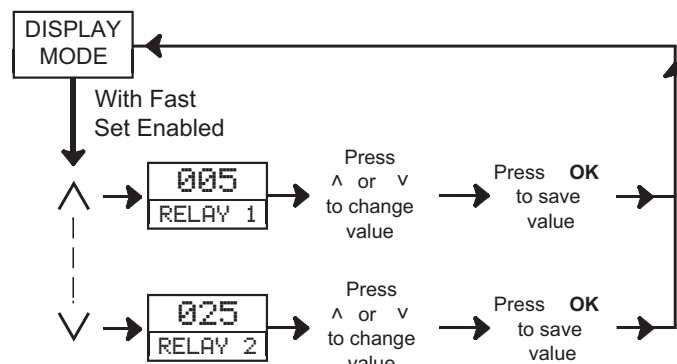 DISPLAY
MODE
With Fast
Set Enabled
005
RELAY 1
Press
∧ or ∨
to change
value
Press OK
to save
value
025
RELAY 2
Press
∧ or ∨
to change
value
Press OK
to save
value